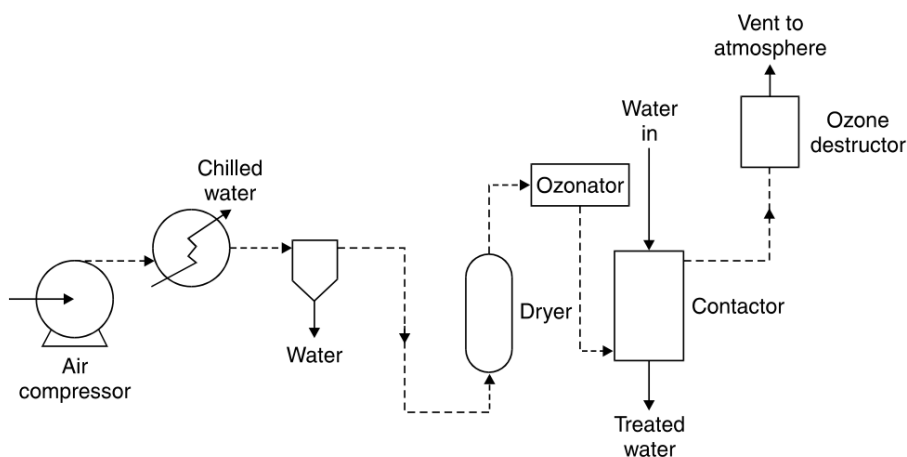 Vent to
atmosphere
Water
in
Ozone
destructor
Chilled
water
Ozonator
Dryer
Contactor
Water
Air
compressor
Treated
water